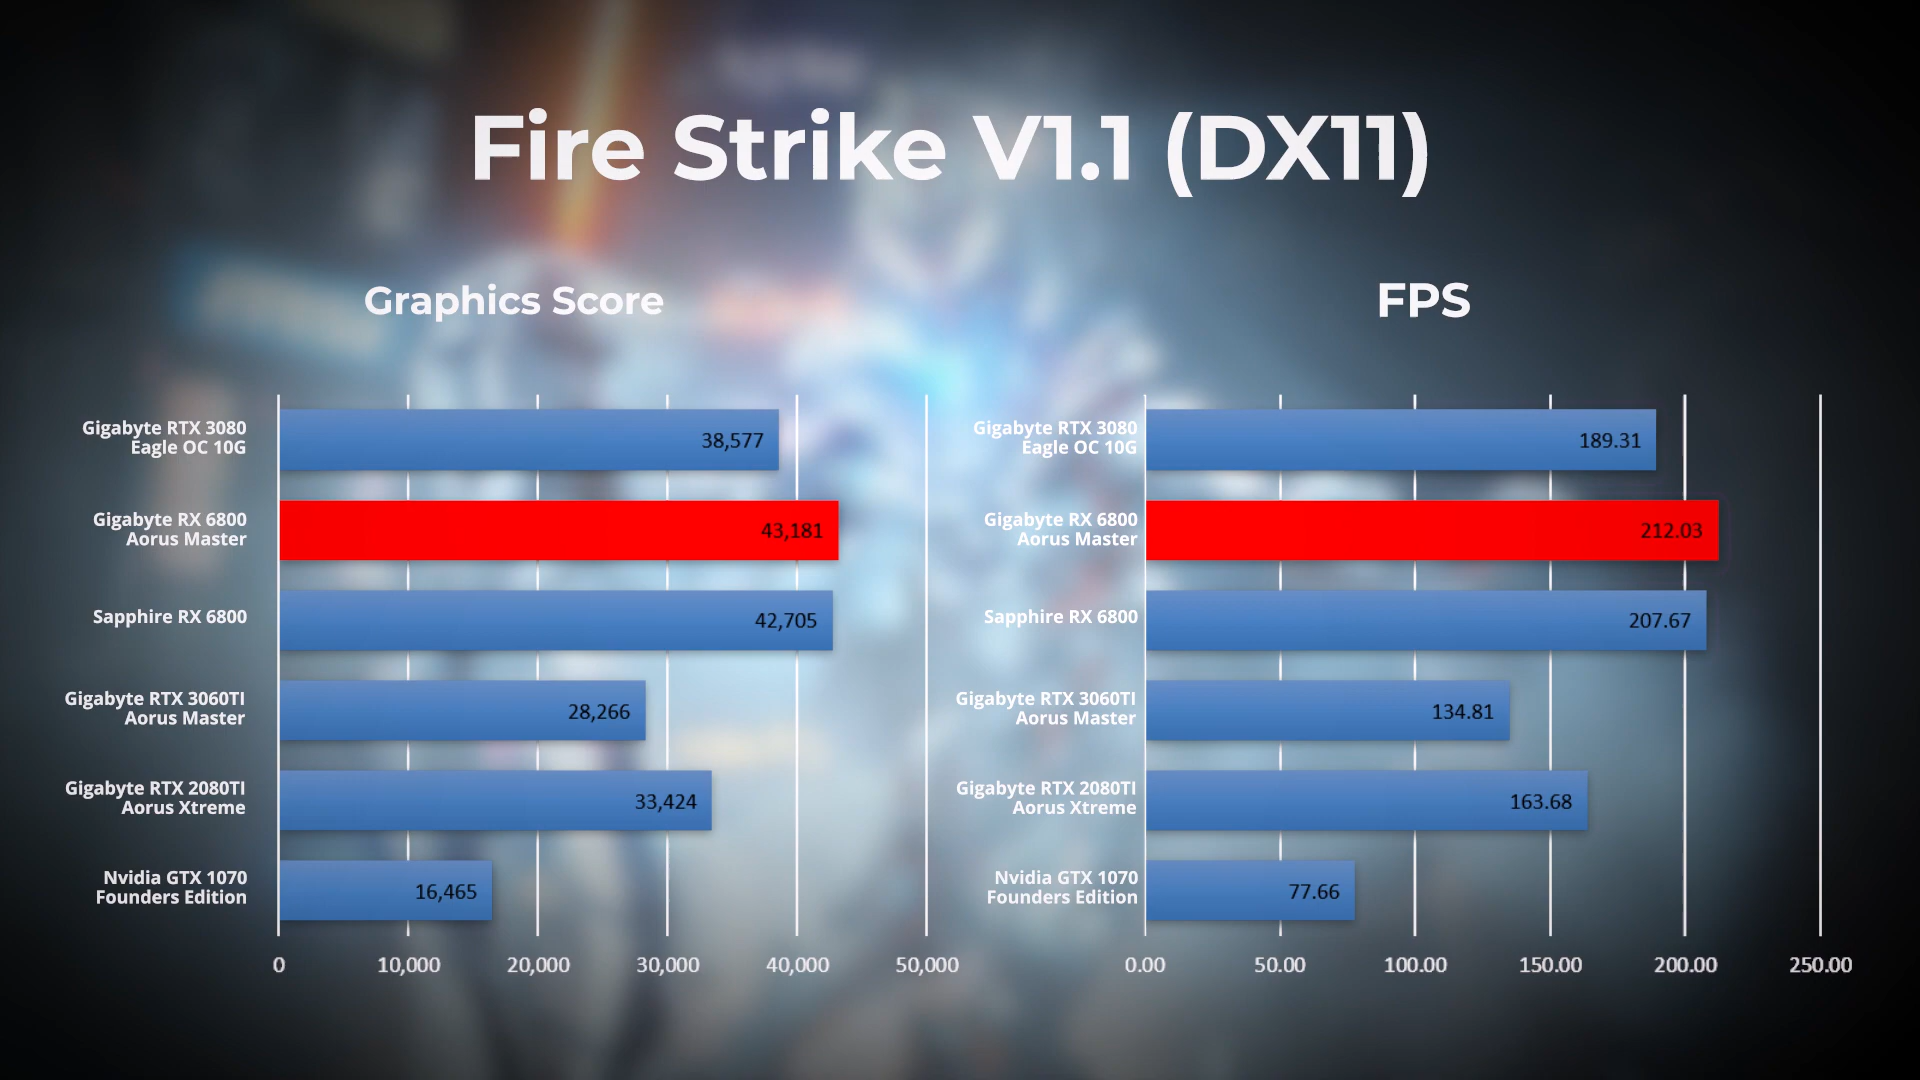 Fire Strike V1.1 (DX11)
Graphics Score
Gigabyte RTX 3080
Eagle OC 10G
38,577
Gigabyte RX 6800
Aorus Master
43,181
Sapphire RX 6800
42,705
Gigabyte RTX 3060TI
Aorus Master
28,266
Gigabyte RTX 2080TI
Aorus Xtreme
33,424
Nvidia GTX 1070
Founders Edition
16,465
0 10,000 20,000 30,000 40,000 50,000
FPS
Gigabyte RTX 3080
Eagle OC 10G
189.31
Gigabyte RX 6800
Aorus Master
212.03
Sapphire RX 6800
207.67
Gigabyte RTX 3060TI
Aorus Master
134.81
Gigabyte RTX 2080TI
Aorus Xtreme
163.68
Nvidia GTX 1070
Founders Edition
77.66
0.00 50.00 100.00 150.00 200.00 250.00